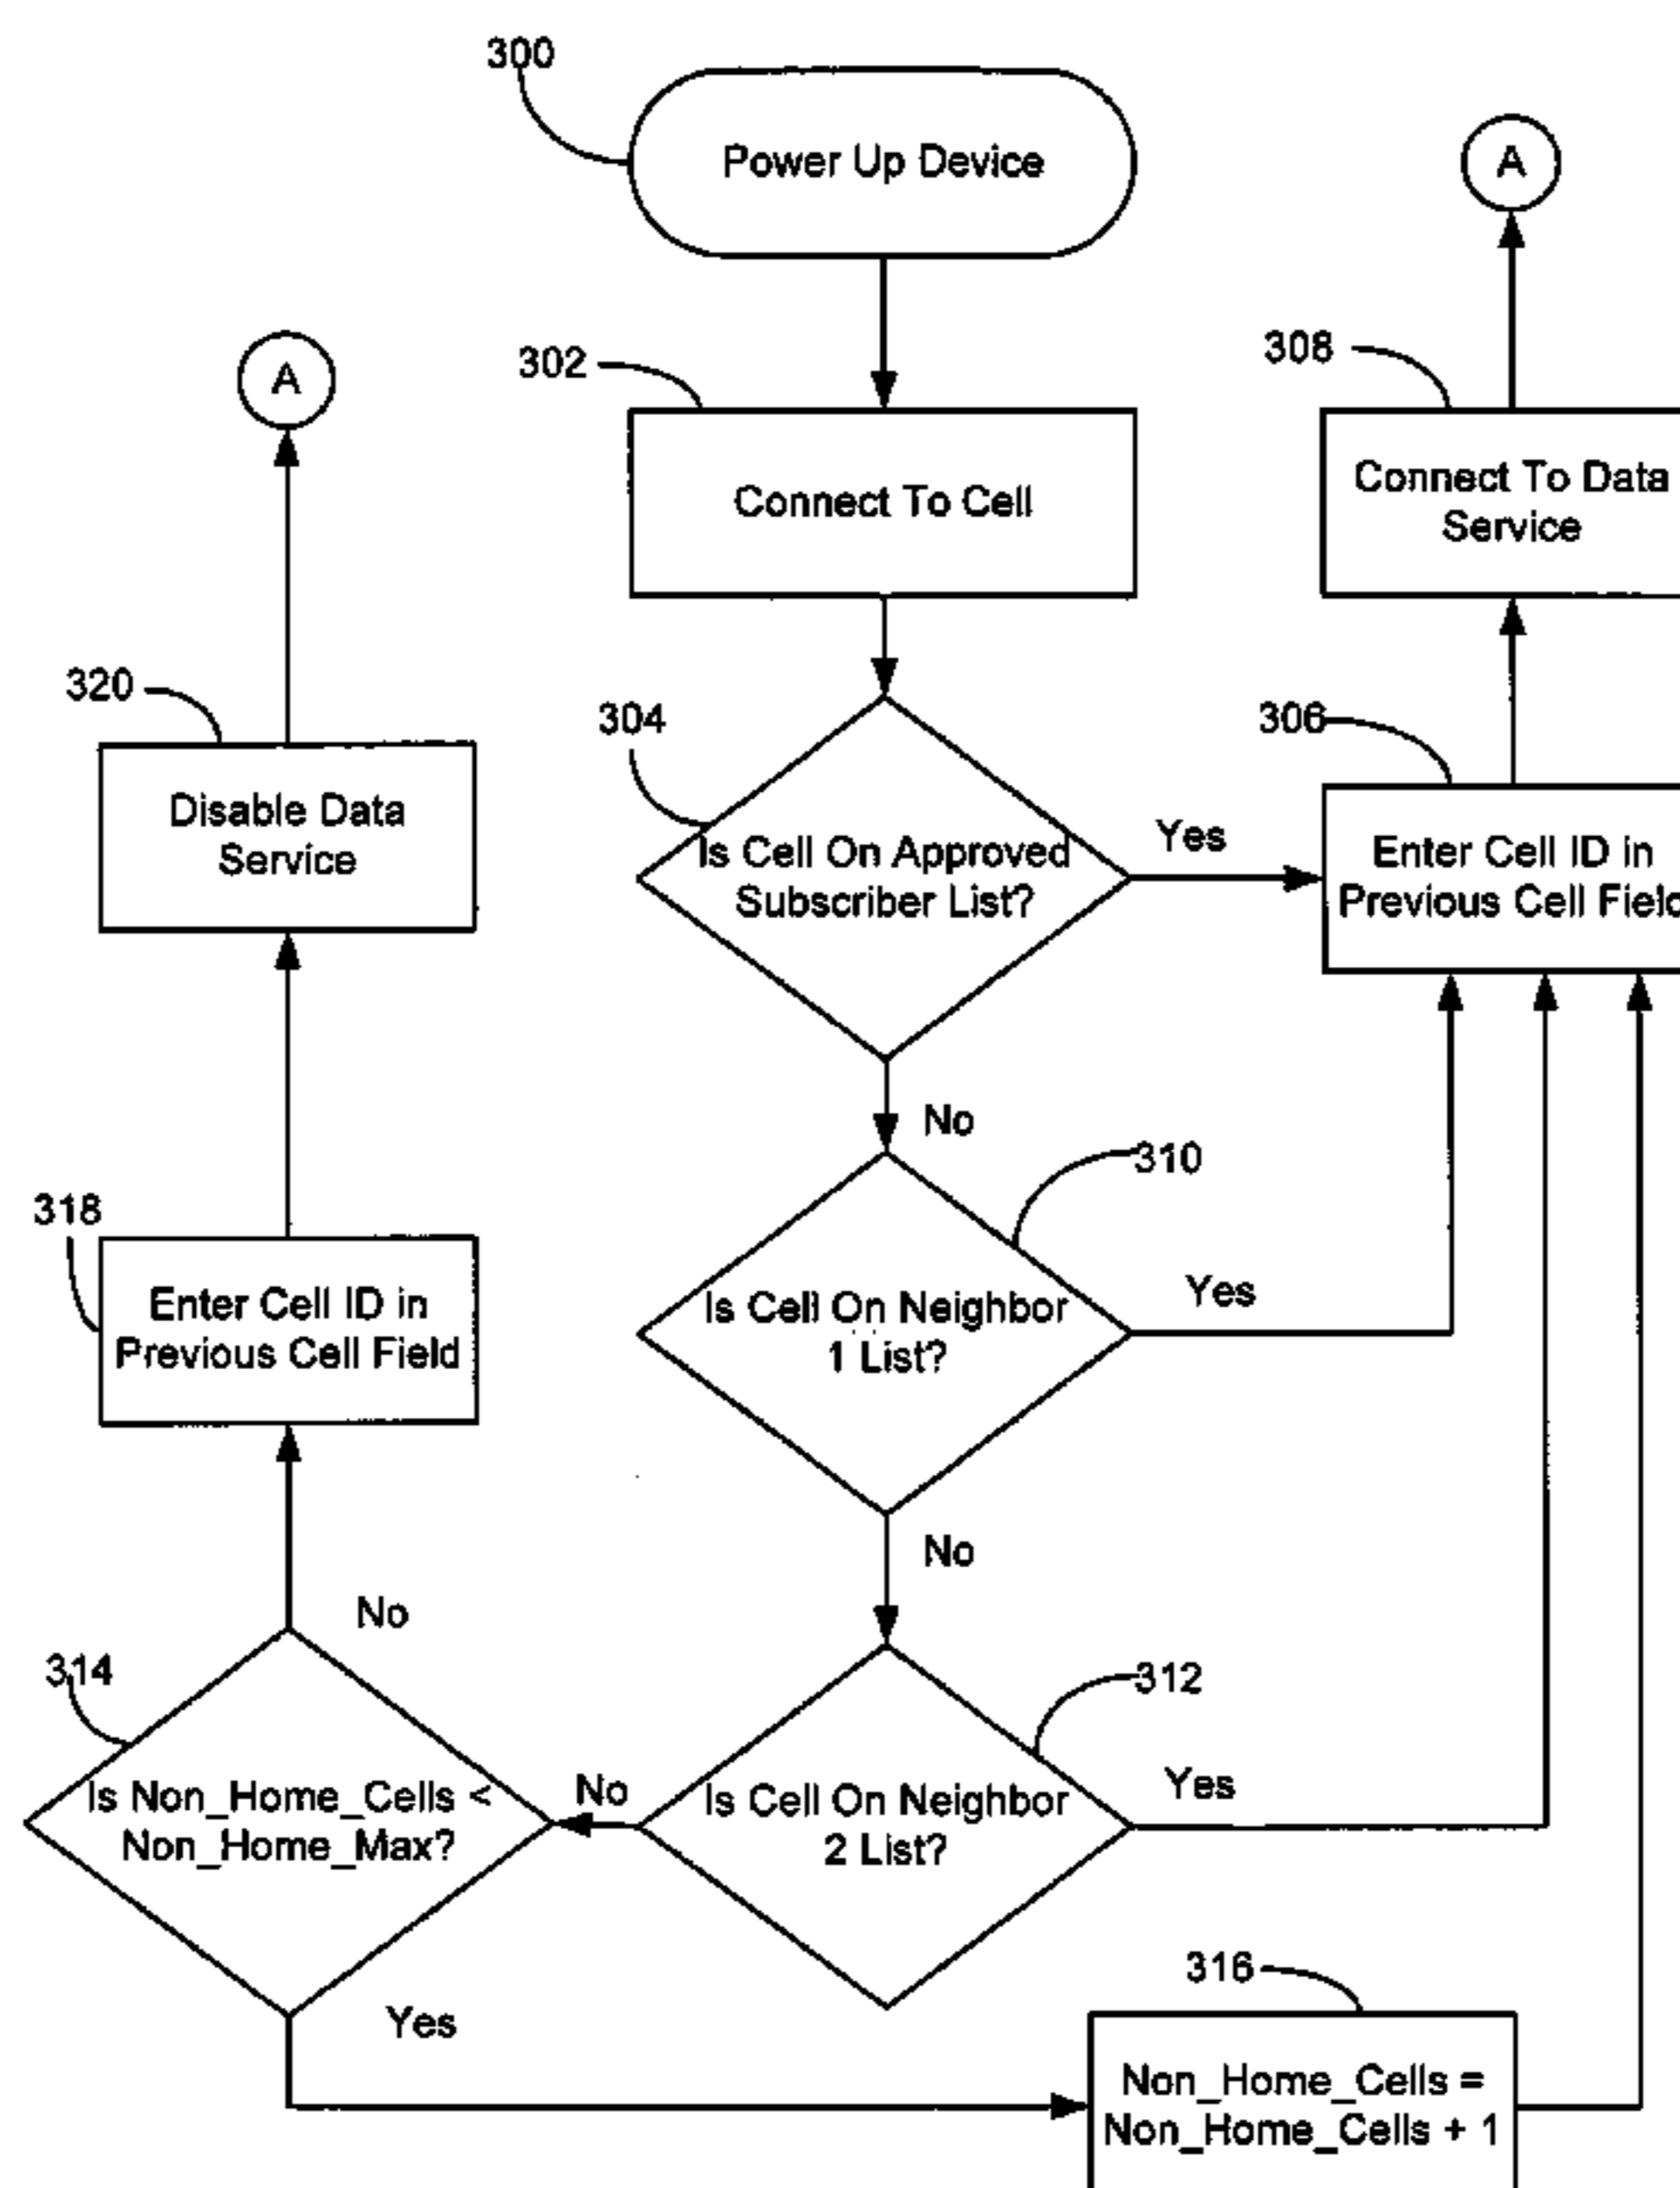 300
Power Up Device
A
A
302
Connect To Cell
308
Connect To Data
Service
320
Disable Data
Service
304
Is Cell On Approved
Subscriber List?
Yes
306
Enter Cell ID in
Previous Cell Field
No
310
Is Cell On Neighbor
1 List?
Yes
318
Enter Cell ID in
Previous Cell Field
No
No
314
Is Non_Home_Cells <
Non_Home_Max?
No
312
Is Cell On Neighbor
2 List?
Yes
Yes
316
Non_Home_Cells =
Non_Home_Cells + 1